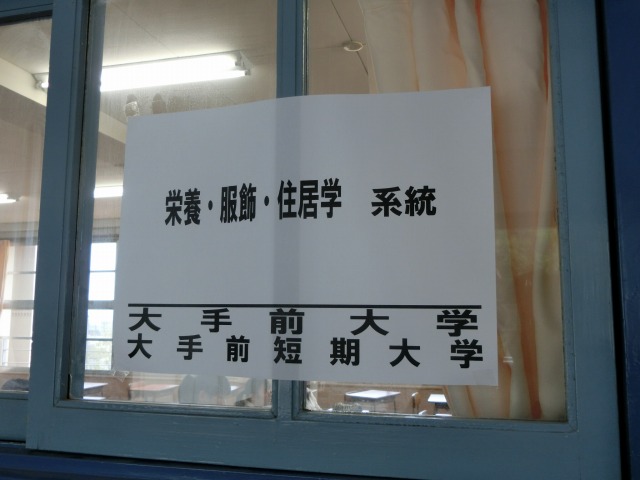 栄養・服飾・住居学 系統
大手前大学
大手前短期大学